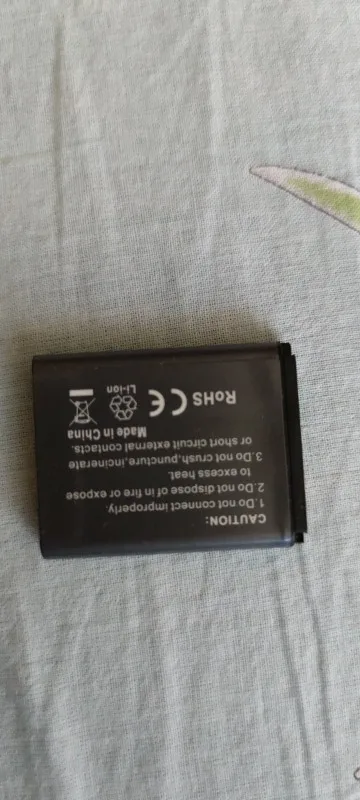 CAUTION:
1.Do not connect improperly.
2.Do not dispose of in fire or expose
to excess heat.
3.Do not crush,puncture,incinerate
or short circuit external contacts.
Made in China
RoHS CE Li-ion